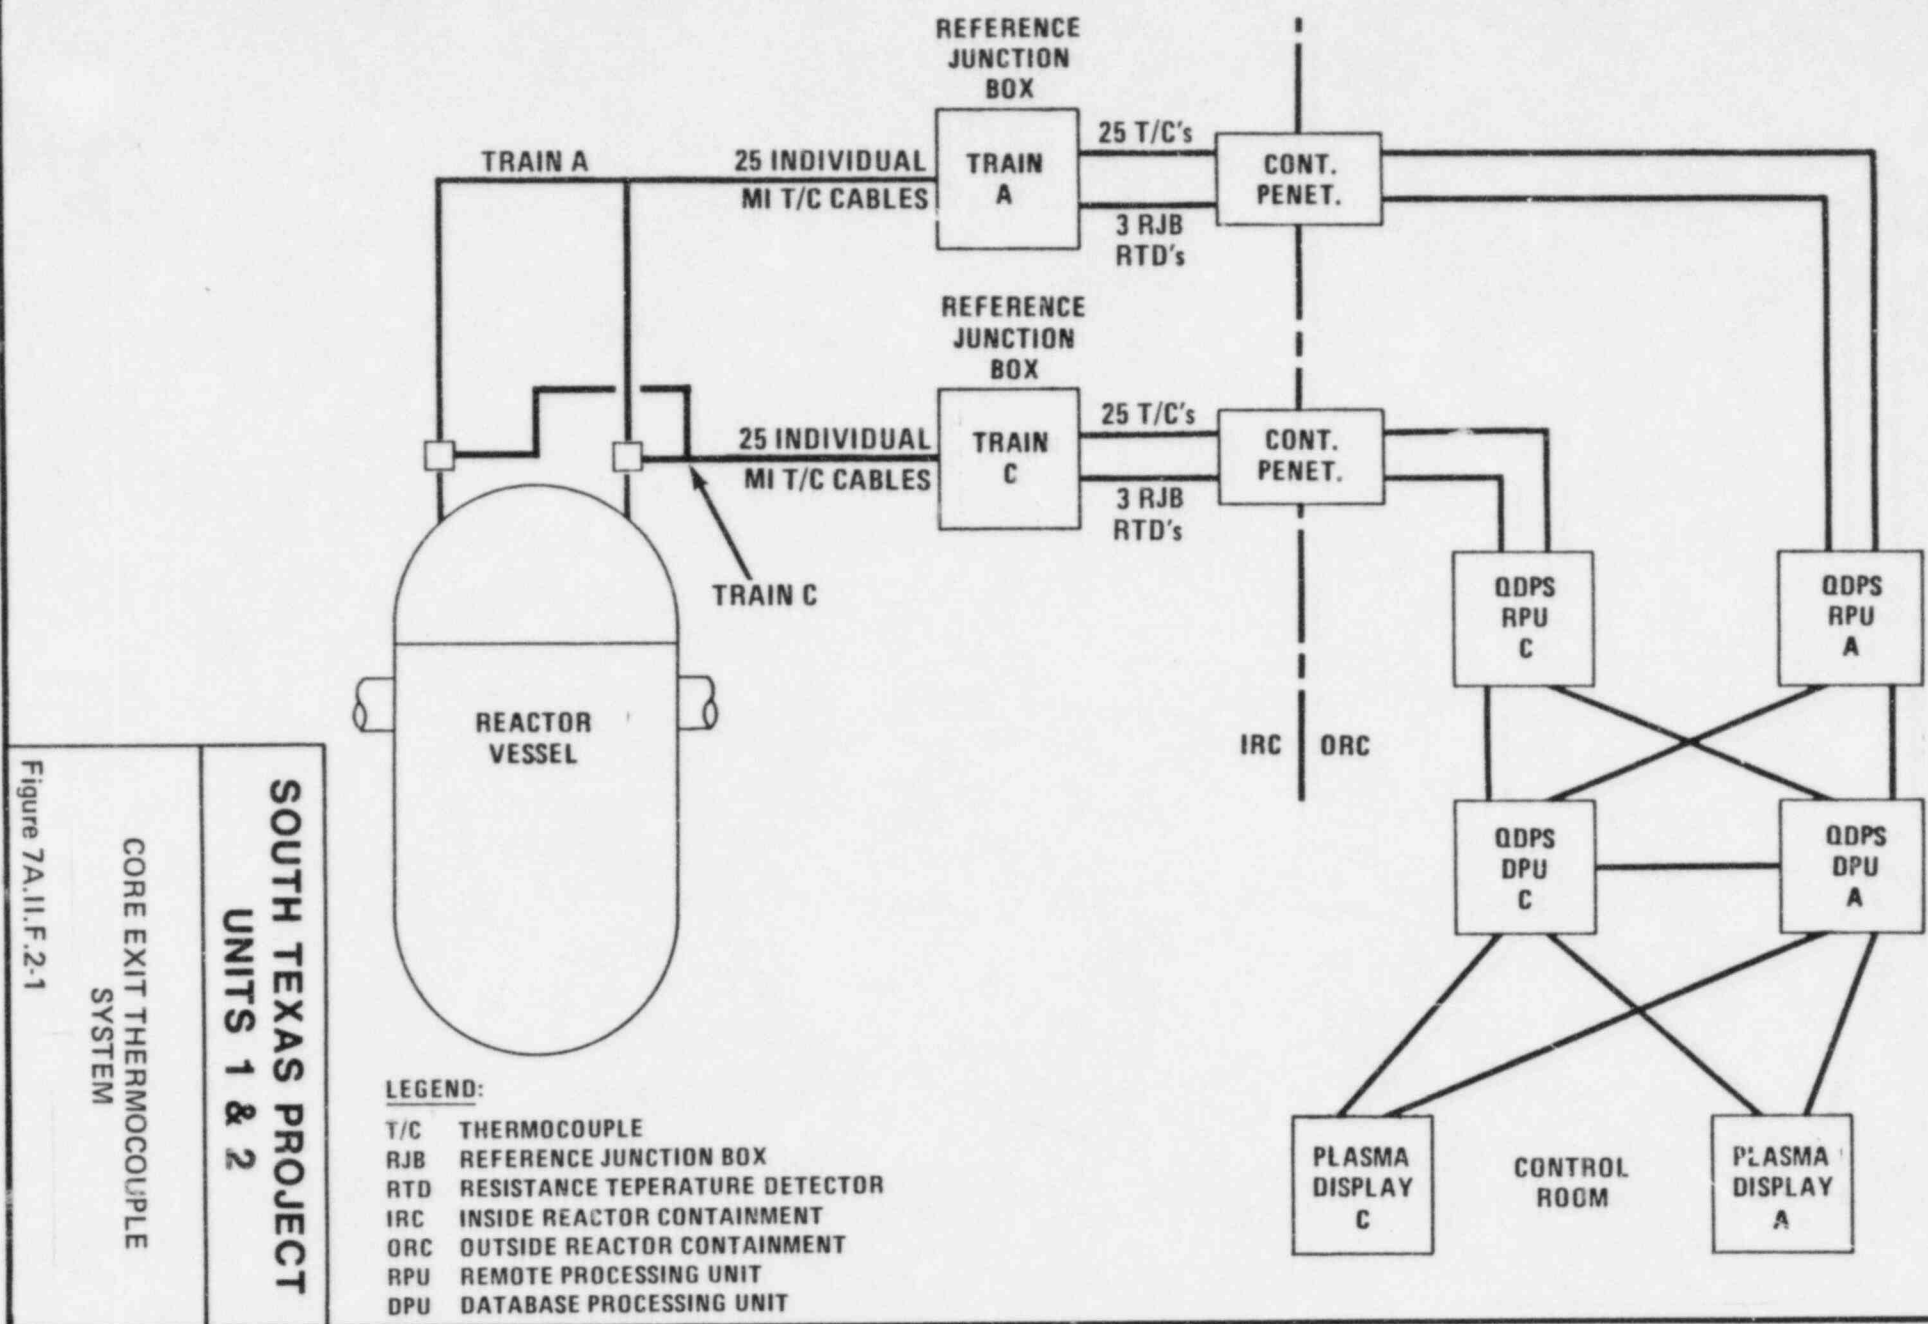 REFERENCE
JUNCTION
BOX
TRAIN A
25 INDIVIDUAL
MI T/C CABLES
TRAIN
A
25 T/C's
3 RJB
RTD's
CONT.
PENET.
REFERENCE
JUNCTION
BOX
25 INDIVIDUAL
MI T/C CABLES
TRAIN
C
25 T/C's
3 RJB
RTD's
CONT.
PENET.
TRAIN C
REACTOR
VESSEL
IRC
ORC
QDPS
RPU
C
QDPS
RPU
A
QDPS
DPU
C
QDPS
DPU
A
PLASMA
DISPLAY
C
CONTROL
ROOM
PLASMA
DISPLAY
A
LEGEND:
T/C THERMOCOUPLE
RJB REFERENCE JUNCTION BOX
RTD RESISTANCE TEPERATURE DETECTOR
IRC INSIDE REACTOR CONTAINMENT
ORC OUTSIDE REACTOR CONTAINMENT
RPU REMOTE PROCESSING UNIT
DPU DATABASE PROCESSING UNIT
SOUTH TEXAS PROJECT
UNITS 1 & 2
CORE EXIT THERMOCOUPLE
SYSTEM
Figure 7A.II.F.2-1